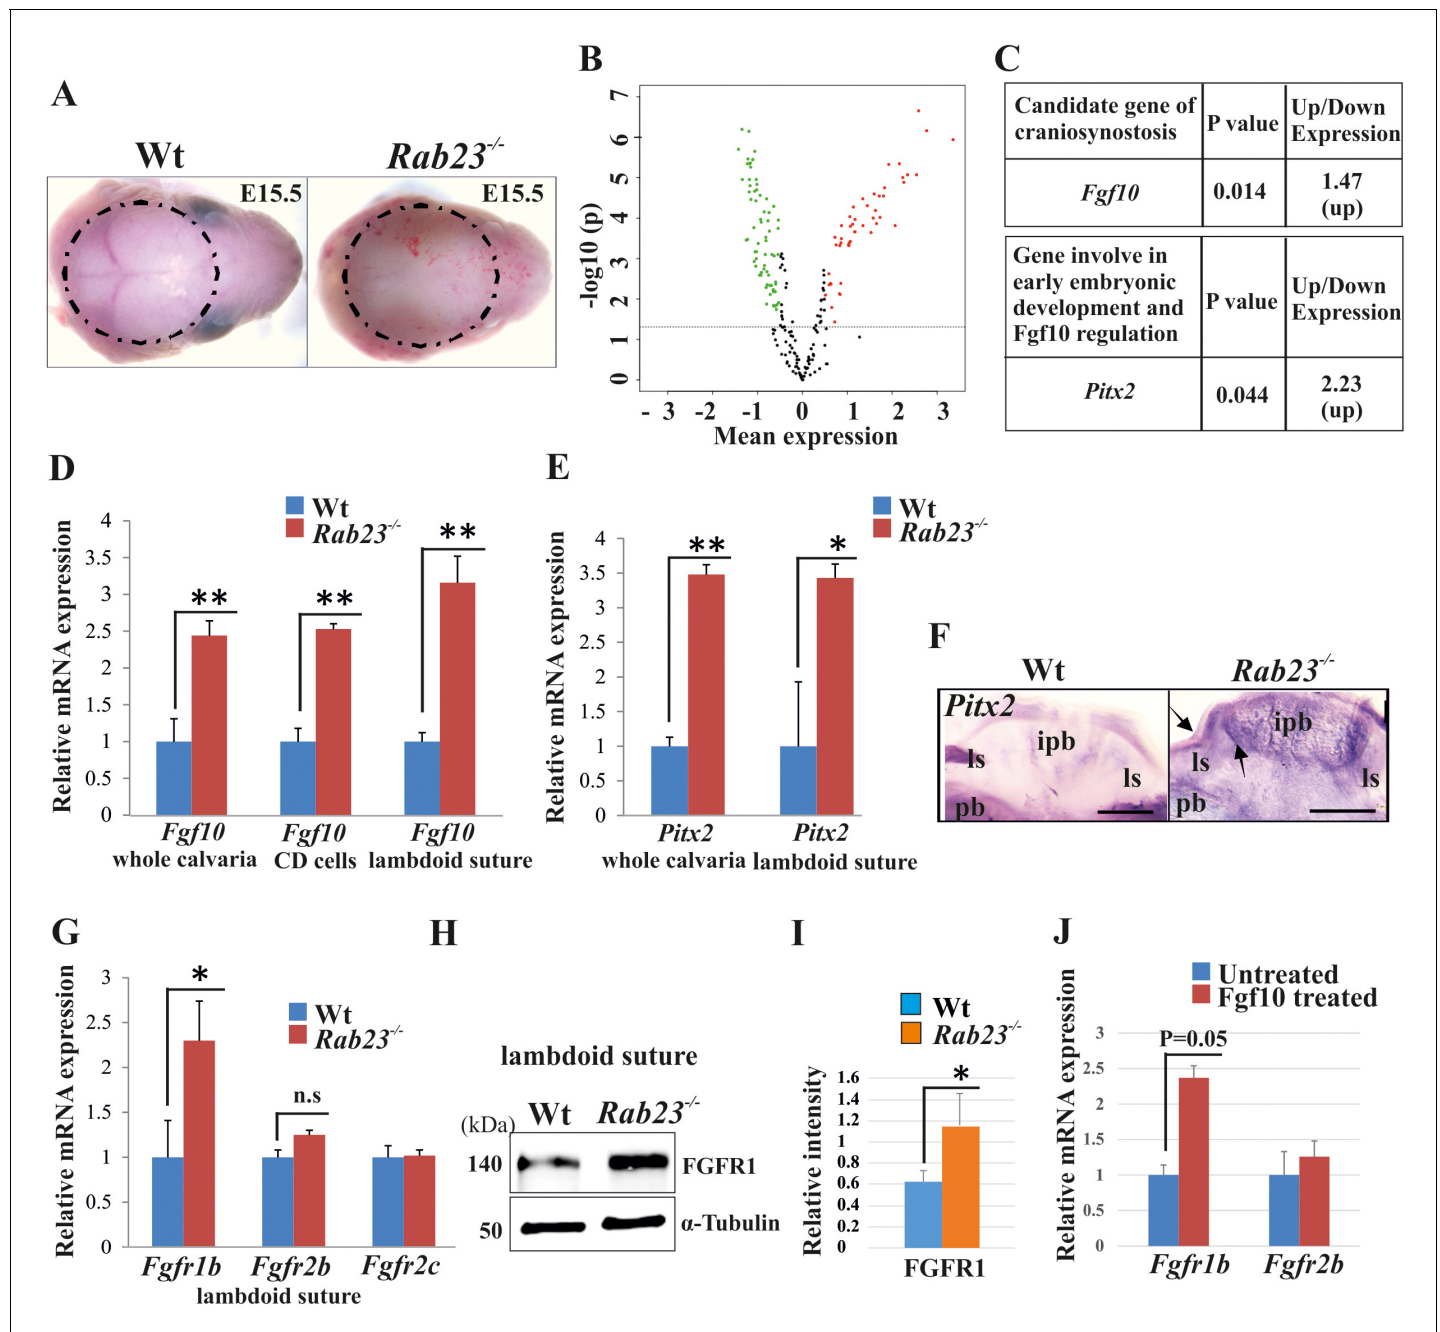 A
Wt
Rab23-/-
E15.5
E15.5
B
7
6
5
4
3
2
1
0
-log10 (p)
- 3
-2
-1
0
1
2
3
Mean expression
C
Candidate gene of
craniosynostosis
P value
Up/Down
Expression
Fgf10
0.014
1.47
(up)
Gene involve in
early embryonic
development and
Fgf10 regulation
P value
Up/Down
Expression
Pitx2
0.044
2.23
(up)
D
Wt
Rab23-/-
Relative mRNA expression
4
3.5
3
2.5
2
1.5
1
0.5
0
**
**
**
Fgf10
whole calvaria
Fgf10
CD cells
Fgf10
lambdoid suture
E
Wt
Rab23-/-
Relative mRNA expression
4
3.5
3
2.5
2
1.5
1
0.5
0
**
*
Pitx2
whole calvaria
Pitx2
lambdoid suture
F
Wt
Rab23-/-
Pitx2
ipb
ls
ls
pb
ipb
ls
ls
pb
G
Wt
Rab23-/-
Relative mRNA expression
3
2.5
2
1.5
1
0.5
0
*
n.s
Fgfr1b
Fgfr2b
Fgfr2c
lambdoid suture
H
lambdoid suture
(kDa)
Wt
Rab23-/-
140
FGFR1
50
α-Tubulin
I
Wt
Rab23-/-
Relative intensity
1.6
1.4
1.2
1
0.8
0.6
0.4
0.2
0
*
FGFR1
J
Untreated
Fgf10 treated
Relative mRNA expression
3
2.5
2
1.5
1
0.5
0
P=0.05
Fgfr1b
Fgfr2b